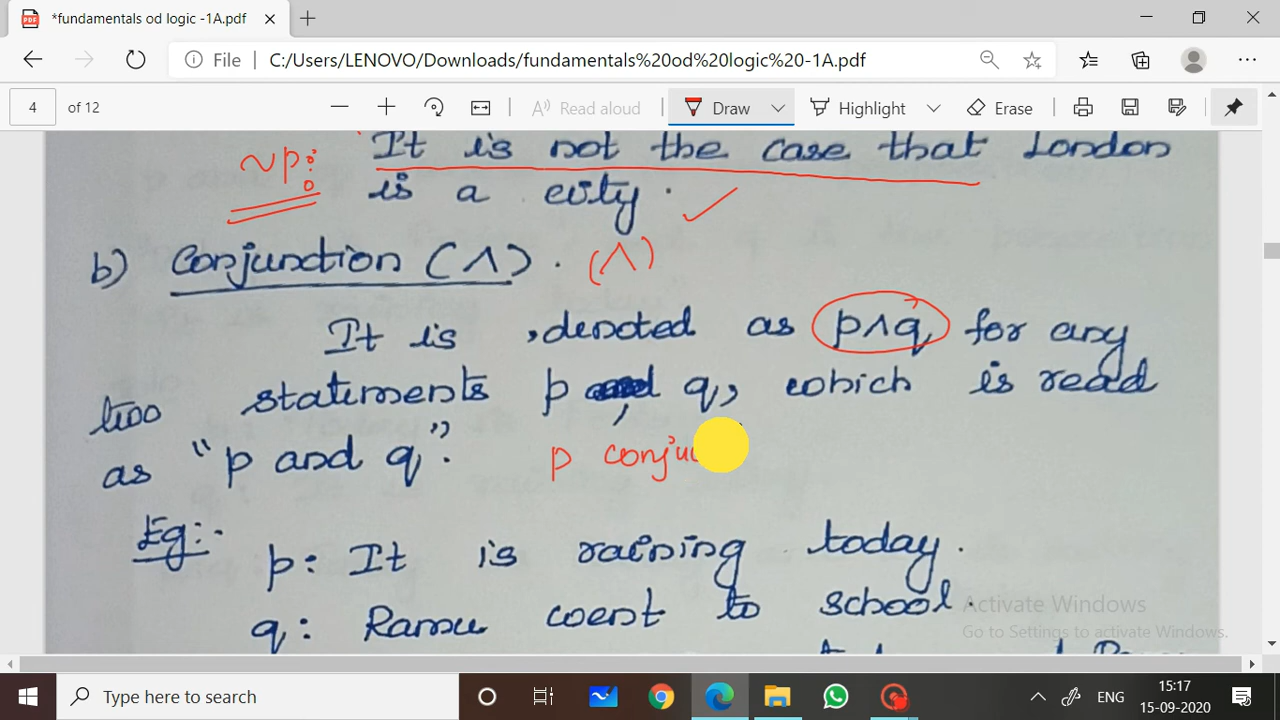 *fundamentals od logic -1A.pdf
File C:/Users/LENOVO/Downloads/fundamentals%20od%20logic%20-1A.pdf
4 of 12 Read aloud Draw Highlight Erase
~p: It is not the case that London
is a city.
b) Conjunction (∧). (∧)
It is denoted as p∧q for any
two statements p, q, which is read
as "p and q". p conju
Eg:-
p: It is raining today.
q: Ramu went to school.
Activate Windows
Go to Settings to activate Windows.
Type here to search
ENG
15:17
15-09-2020